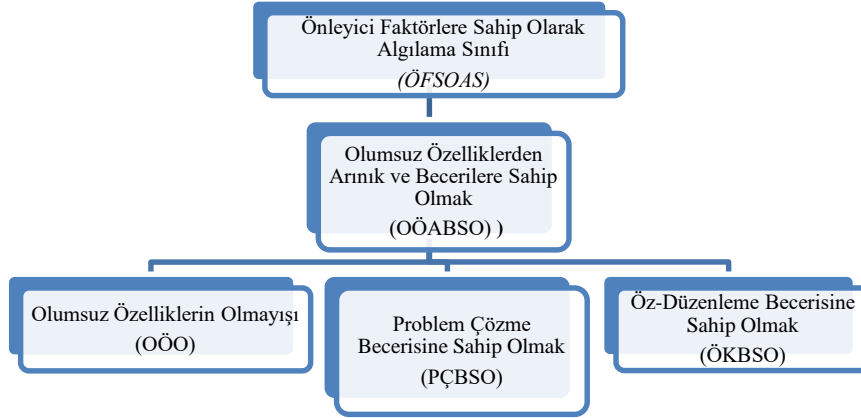 Önleyici Faktörlere Sahip Olarak
Algılama Sınıfı
(ÖFSOAS)
Olumsuz Özelliklerden
Arınık ve Becerilere Sahip
Olmak
(OÖABSO) )
Olumsuz Özelliklerin Olmayışı
(OÖO)
Problem Çözme
Becerisine Sahip Olmak
(PÇBSO)
Öz-Düzenleme Becerisine
Sahip Olmak
(ÖKBSO)